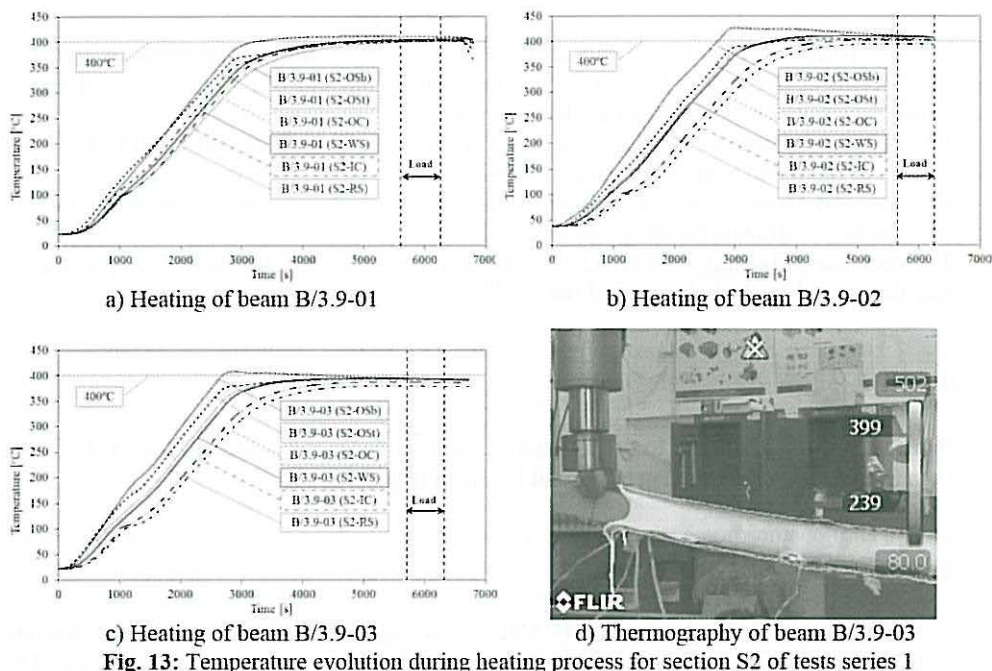 450
400
350
300
250
200
150
100
50
0
Temperature [°C]
400°C
B/3.9-01 (S2-OSb)
B/3.9-01 (S2-OSt)
B/3.9-01 (S2-OC)
B/3.9-01 (S2-WS)
B/3.9-01 (S2-IC)
B/3.9-01 (S2-RS)
Load
0 1000 2000 3000 4000 5000 6000 7000
Time [s]
a) Heating of beam B/3.9-01
450
400
350
300
250
200
150
100
50
0
Temperature [°C]
400°C
B/3.9-02 (S2-OSb)
B/3.9-02 (S2-OSt)
B/3.9-02 (S2-OC)
B/3.9-02 (S2-WS)
B/3.9-02 (S2-IC)
B/3.9-02 (S2-RS)
Load
0 1000 2000 3000 4000 5000 6000 7000
Time [s]
b) Heating of beam B/3.9-02
450
400
350
300
250
200
150
100
50
0
Temperature [°C]
400°C
B/3.9-03 (S2-OSb)
B/3.9-03 (S2-OSt)
B/3.9-03 (S2-OC)
B/3.9-03 (S2-WS)
B/3.9-03 (S2-IC)
B/3.9-03 (S2-RS)
Load
0 1000 2000 3000 4000 5000 6000 7000
Time [s]
c) Heating of beam B/3.9-03
502
399
239
80.0
FLIR
d) Thermography of beam B/3.9-03
Fig. 13: Temperature evolution during heating process for section S2 of tests series 1